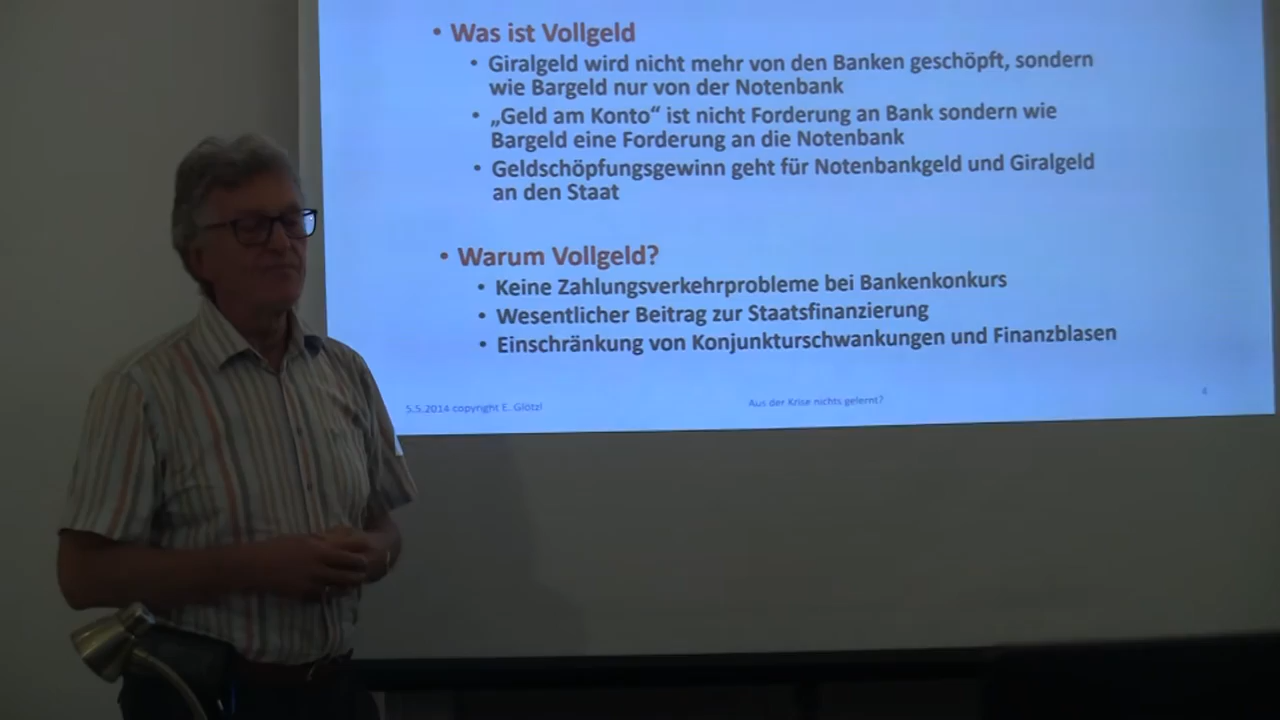 • Was ist Vollgeld
• Giralgeld wird nicht mehr von den Banken geschöpft, sondern
wie Bargeld nur von der Notenbank
• „Geld am Konto“ ist nicht Forderung an Bank sondern wie
Bargeld eine Forderung an die Notenbank
• Geldschöpfungsgewinn geht für Notenbankgeld und Giralgeld
an den Staat
• Warum Vollgeld?
• Keine Zahlungsverkehrprobleme bei Bankenkonkurs
• Wesentlicher Beitrag zur Staatsfinanzierung
• Einschränkung von Konjunkturschwankungen und Finanzblasen
5.5.2014 copyright E. Glötzl
Aus der Krise nichts gelernt?
4